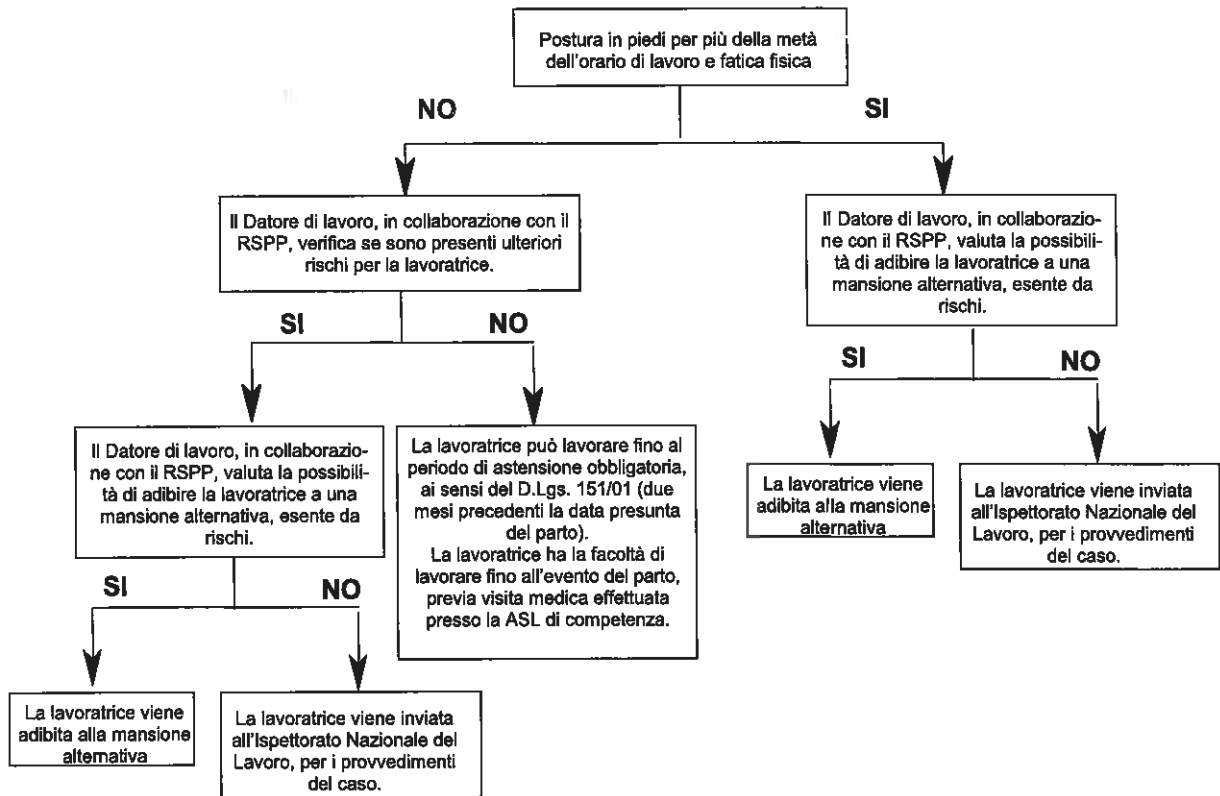 Postura in piedi per più della metà
dell'orario di lavoro e fatica fisica
NO
SI
Il Datore di lavoro, in collaborazione con il
RSPP, verifica se sono presenti ulteriori
rischi per la lavoratrice.
Il Datore di lavoro, in collaborazio-
ne con il RSPP, valuta la possibili-
tà di adibire la lavoratrice a una
mansione alternativa, esente da
rischi.
SI
NO
SI
NO
Il Datore di lavoro, in collaborazio-
ne con il RSPP, valuta la possibili-
tà di adibire la lavoratrice a una
mansione alternativa, esente da
rischi.
La lavoratrice può lavorare fino al
periodo di astensione obbligatoria,
ai sensi del D.Lgs. 151/01 (due
mesi precedenti la data presunta
del parto).
La lavoratrice ha la facoltà di
lavorare fino all'evento del parto,
previa visita medica effettuata
presso la ASL di competenza.
La lavoratrice viene
adibita alla mansione
alternativa
La lavoratrice viene inviata
all'Ispettorato Nazionale del
Lavoro, per i provvedimenti
del caso.
SI
NO
La lavoratrice viene
adibita alla mansione
alternativa
La lavoratrice viene inviata
all'Ispettorato Nazionale del
Lavoro, per i provvedimenti
del caso.